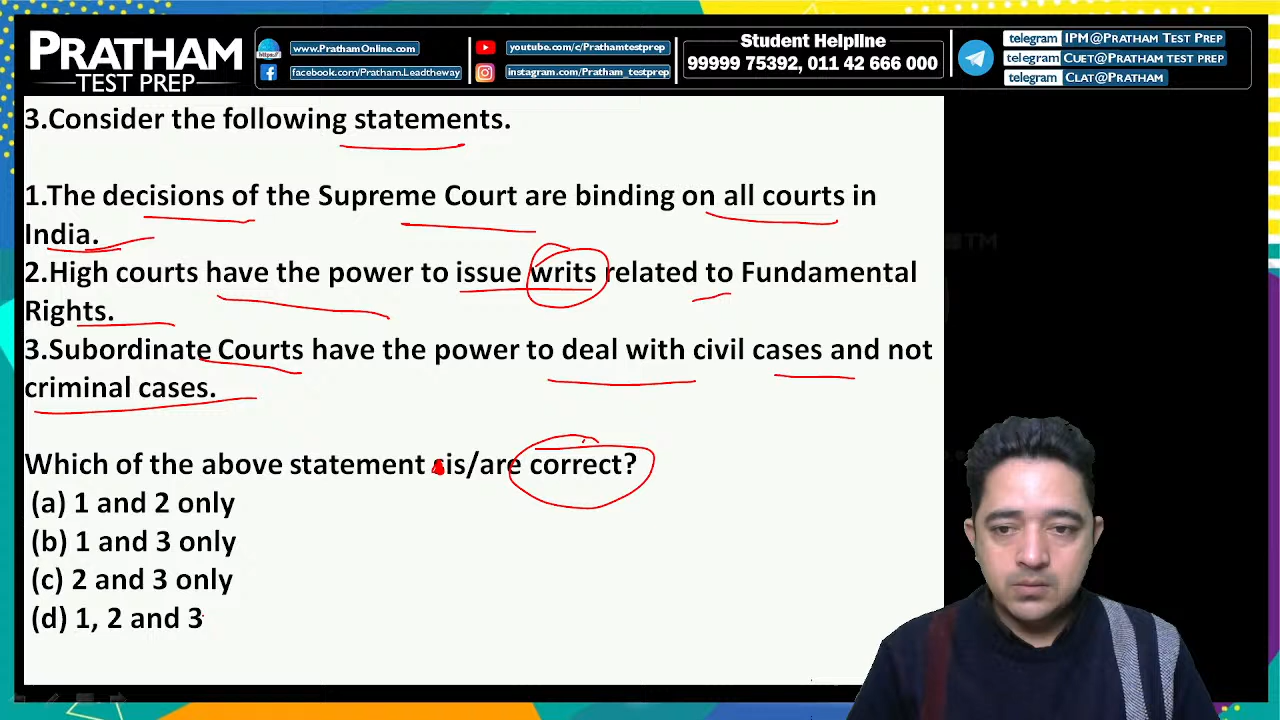 PRATHAM
TEST PREP
https://
www.PrathamOnline.com
facebook.com/Pratham.Leadtheway
youtube.com/c/Prathamtestprep
instagram.com/Pratham_testprep
Student Helpline
99999 75392, 011 42 666 000
telegram IPM@PRATHAM TEST PREP
telegram CUET@PRATHAM TEST PREP
telegram CLAT@PRATHAM
3.Consider the following statements.
1.The decisions of the Supreme Court are binding on all courts in
India.
2.High courts have the power to issue writs related to Fundamental
Rights.
3.Subordinate Courts have the power to deal with civil cases and not
criminal cases.
Which of the above statement sis/are correct?
(a) 1 and 2 only
(b) 1 and 3 only
(c) 2 and 3 only
(d) 1, 2 and 3
TM